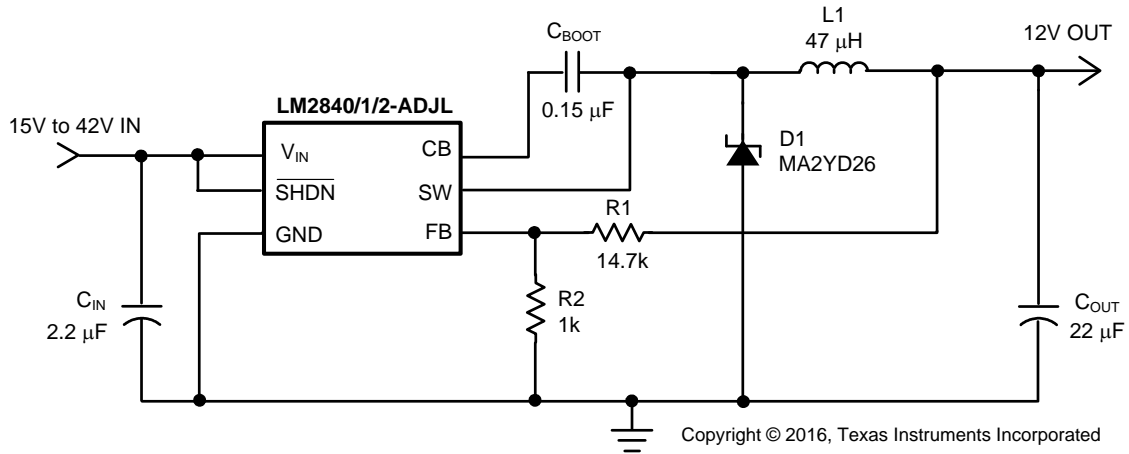 L1
47 μH
12V OUT
C_BOOT
0.15 μF
LM2840/1/2-ADJL
15V to 42V IN
V_IN
CB
SHDN
SW
GND
FB
D1
MA2YD26
R1
14.7k
R2
1k
C_IN
2.2 μF
C_OUT
22 μF
Copyright © 2016, Texas Instruments Incorporated